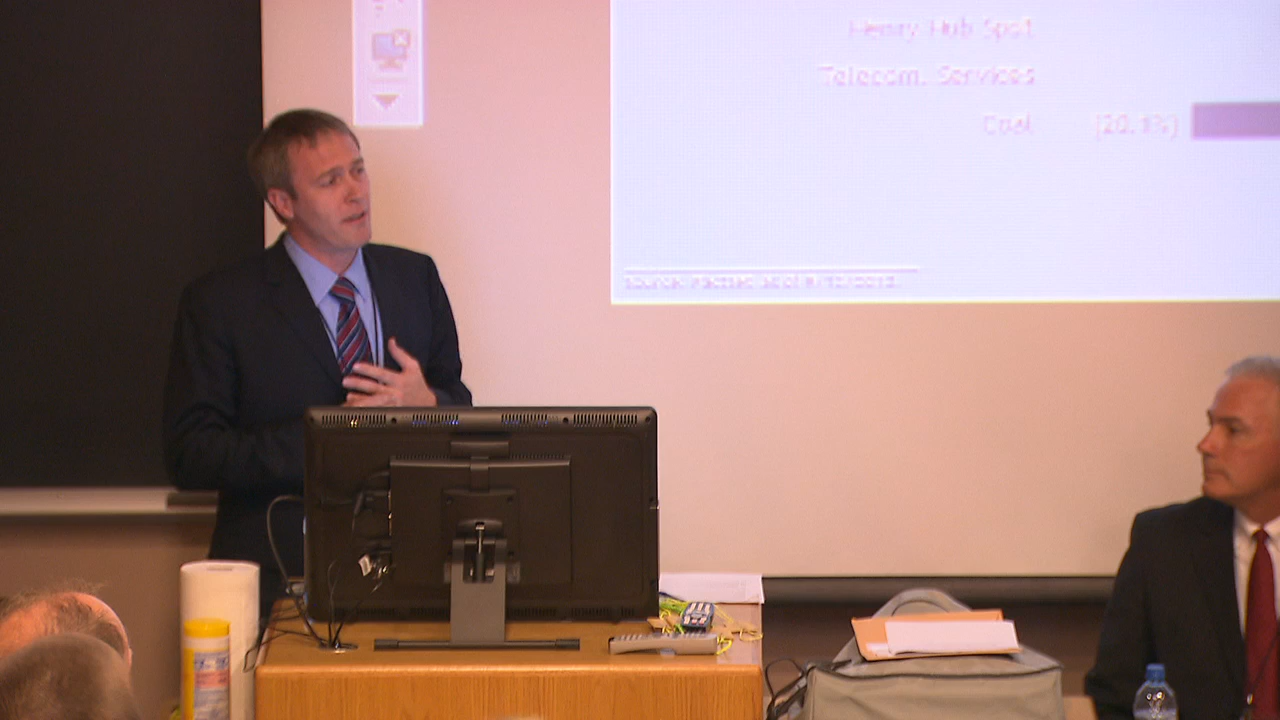 Henry Hub Spot
Telecom. Services
Coal (20.1%)